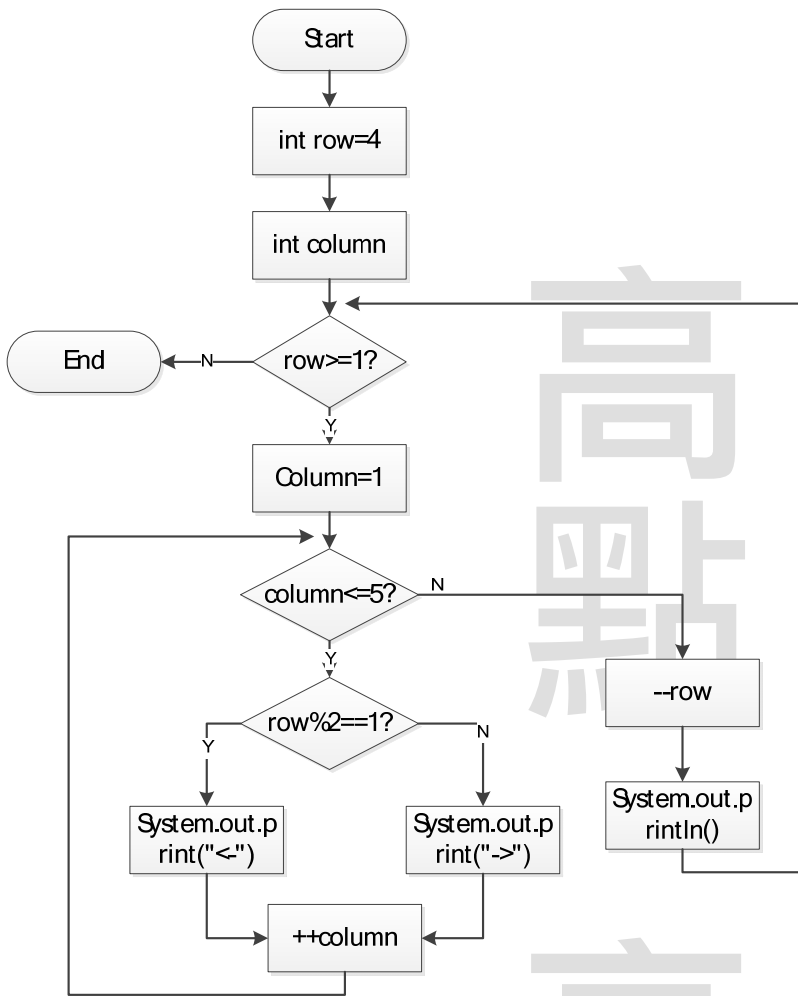 Start
int row=4
int column
row>=1?
N
End
Y
Column=1
column<=5?
N
Y
--row
row%2==1?
Y
N
System.out.p
rint("<-")
System.out.p
rint("->")
System.out.p
rintln()
++column
高
點